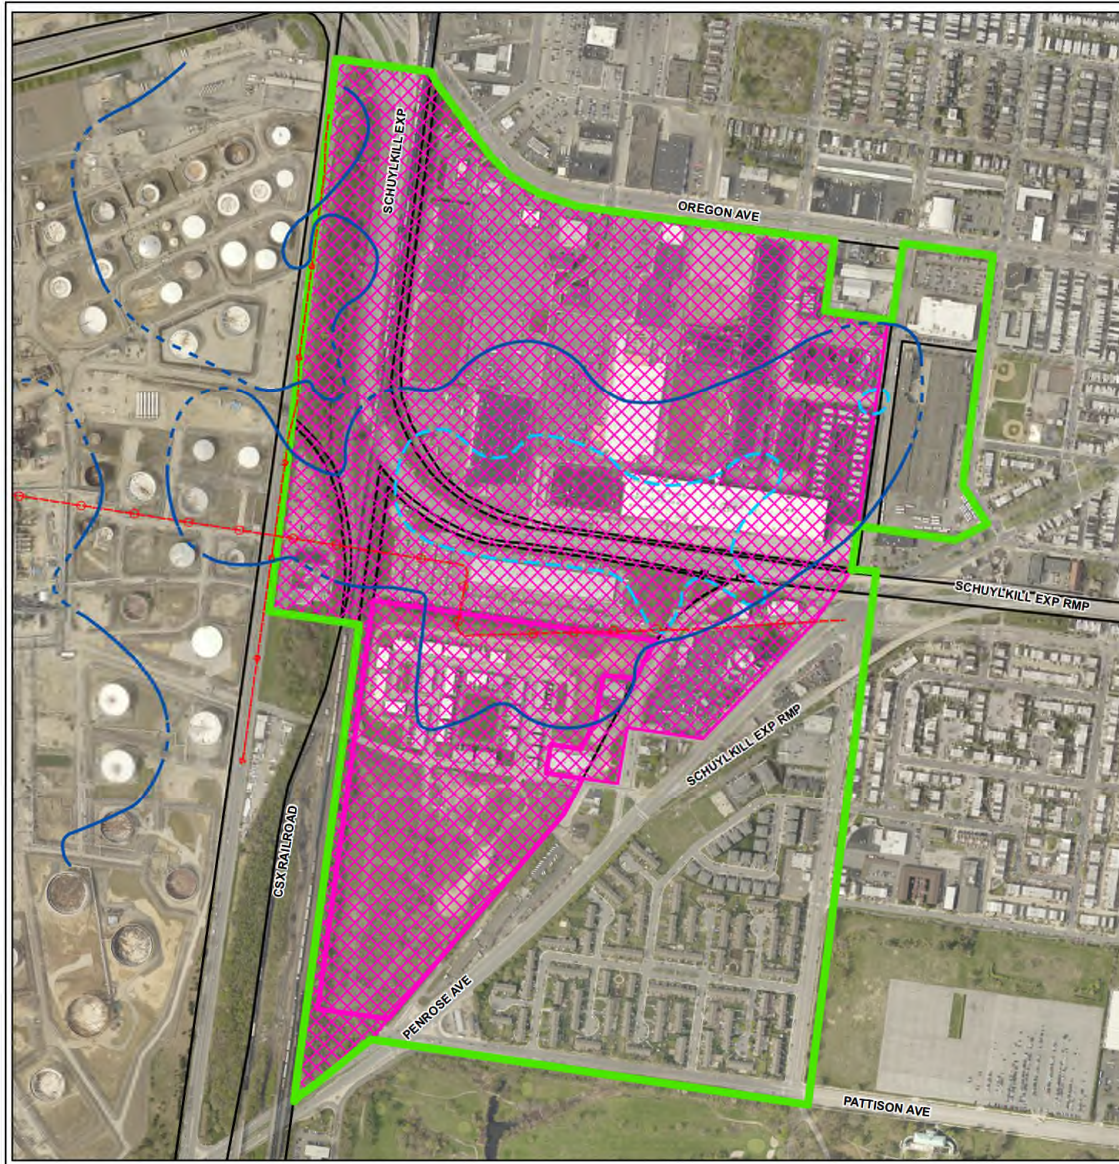 SCHUYLKILL EXP
OREGON AVE
SCHUYLKILL EXP RMP
SCHUYLKILL EXP RMP
CSX RAILROAD
PENROSE AVE
PATTISON AVE